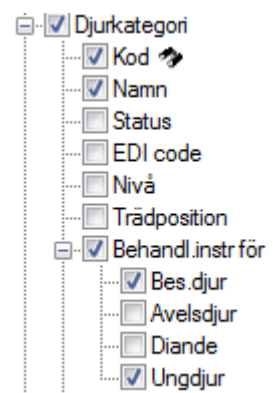 Djurkategori
Kod
Namn
Status
EDI code
Nivå
Trädposition
Behandl.instr för
Bes.djur
Avelsdjur
Diande
Ungdjur